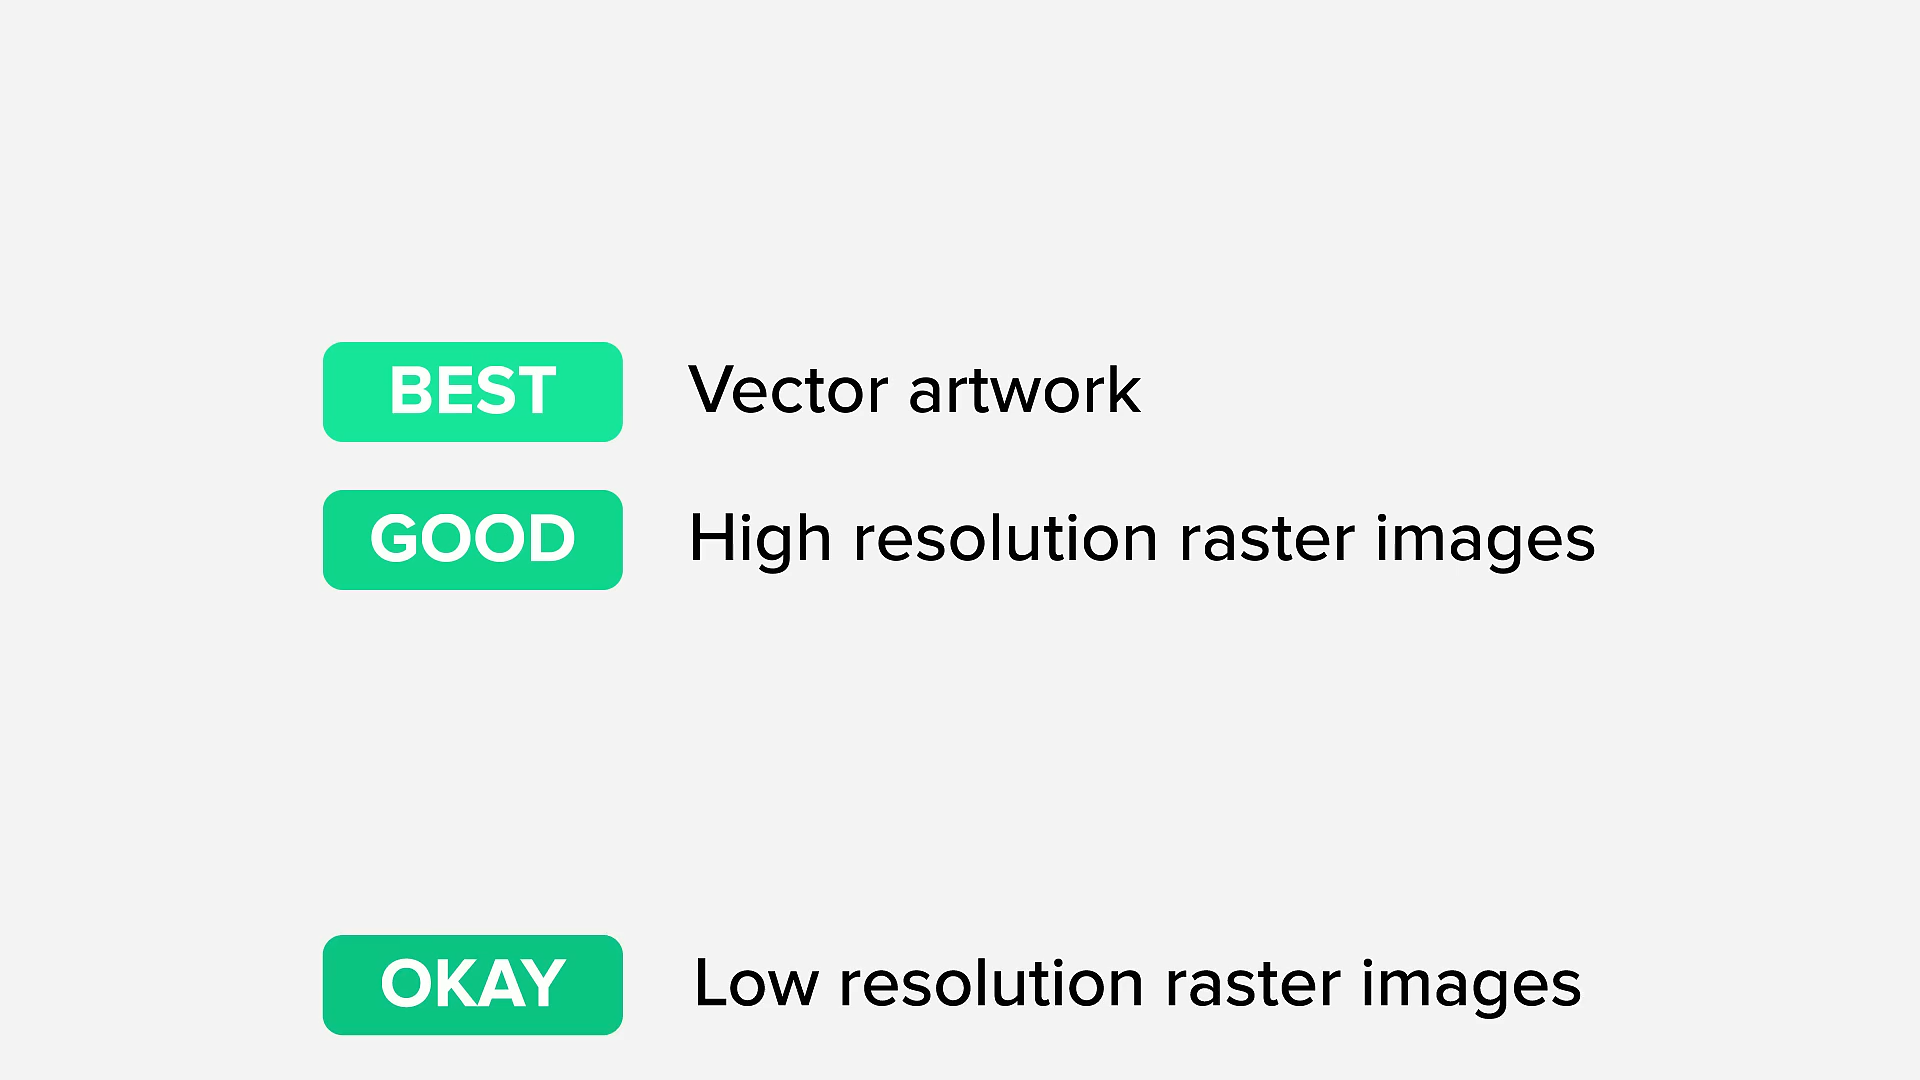 BEST Vector artwork
GOOD High resolution raster images
OKAY Low resolution raster images